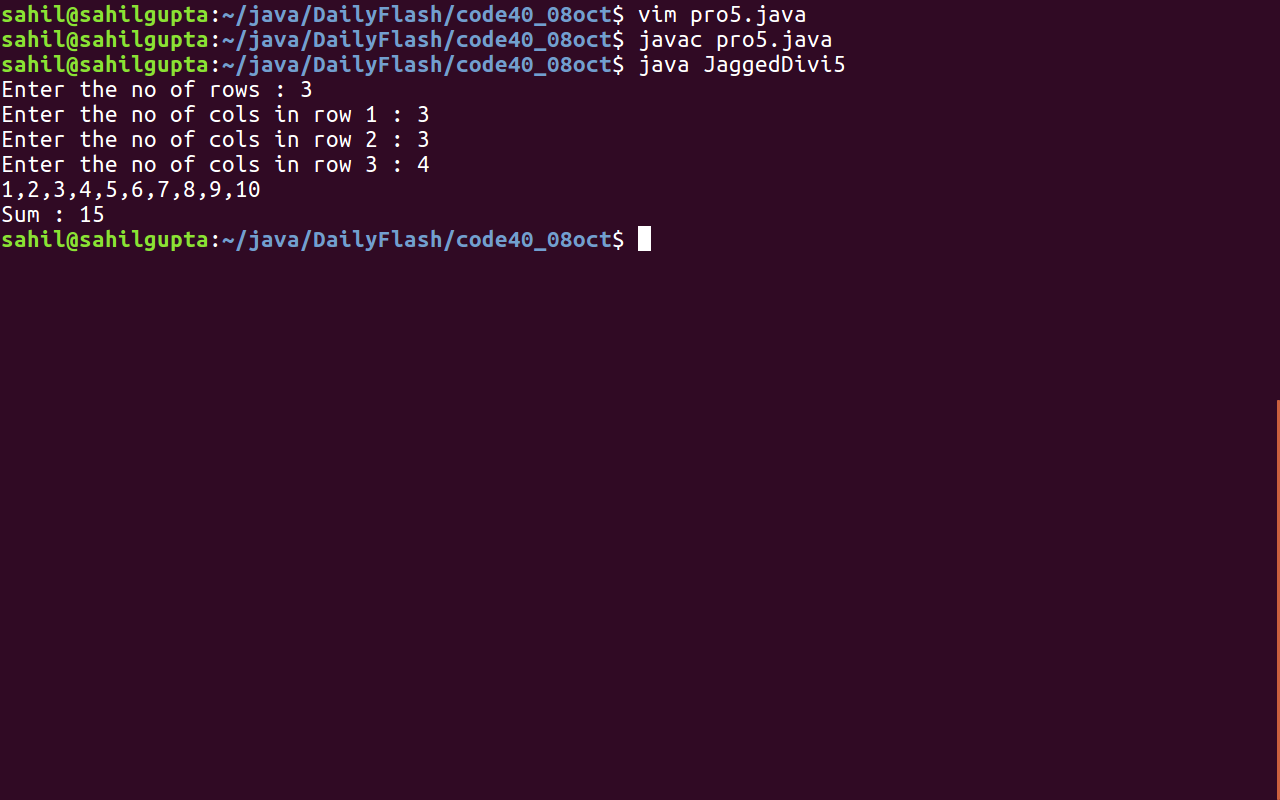 sahil@sahilgupta:~/java/DailyFlash/code40_08oct$ vim pro5.java
sahil@sahilgupta:~/java/DailyFlash/code40_08oct$ javac pro5.java
sahil@sahilgupta:~/java/DailyFlash/code40_08oct$ java JaggedDivi5
Enter the no of rows : 3
Enter the no of cols in row 1 : 3
Enter the no of cols in row 2 : 3
Enter the no of cols in row 3 : 4
1,2,3,4,5,6,7,8,9,10
Sum : 15
sahil@sahilgupta:~/java/DailyFlash/code40_08oct$